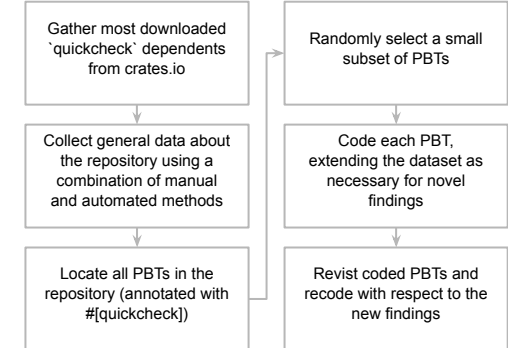 Gather most downloaded
`quickcheck` dependents
from crates.io
Collect general data about
the repository using a
combination of manual
and automated methods
Locate all PBTs in the
repository (annotated with
#[quickcheck])
Randomly select a small
subset of PBTs
Code each PBT,
extending the dataset as
necessary for novel
findings
Revist coded PBTs and
recode with respect to the
new findings